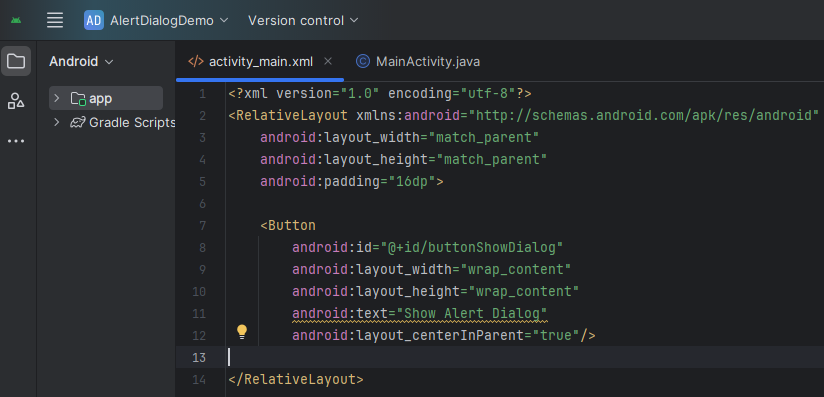 AD AlertDialogDemo Version control
Android
activity_main.xml MainActivity.java
app
Gradle Scripts
1 <?xml version="1.0" encoding="utf-8"?>
2 <RelativeLayout xmlns:android="http://schemas.android.com/apk/res/android"
3     android:layout_width="match_parent"
4     android:layout_height="match_parent"
5     android:padding="16dp">
6
7     <Button
8         android:id="@+id/buttonShowDialog"
9         android:layout_width="wrap_content"
10         android:layout_height="wrap_content"
11         android:text="Show Alert Dialog"
12         android:layout_centerInParent="true"/>
13
14 </RelativeLayout>